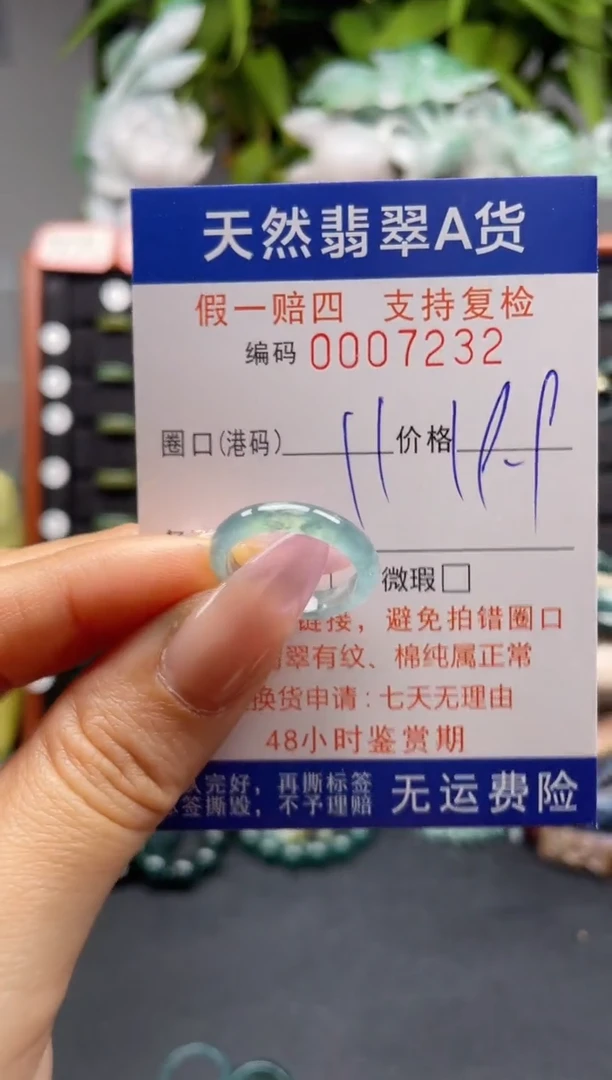 天然翡翠A货
假一赔四 支持复检
编码 0007232
圈口(港码) 11 价格
微瑕
链接，避免拍错圈口
翠有纹、棉纯属正常
换货申请：七天无理由
48小时鉴赏期
完好，再撕标签
签撕毁，不予理赔
无运费险